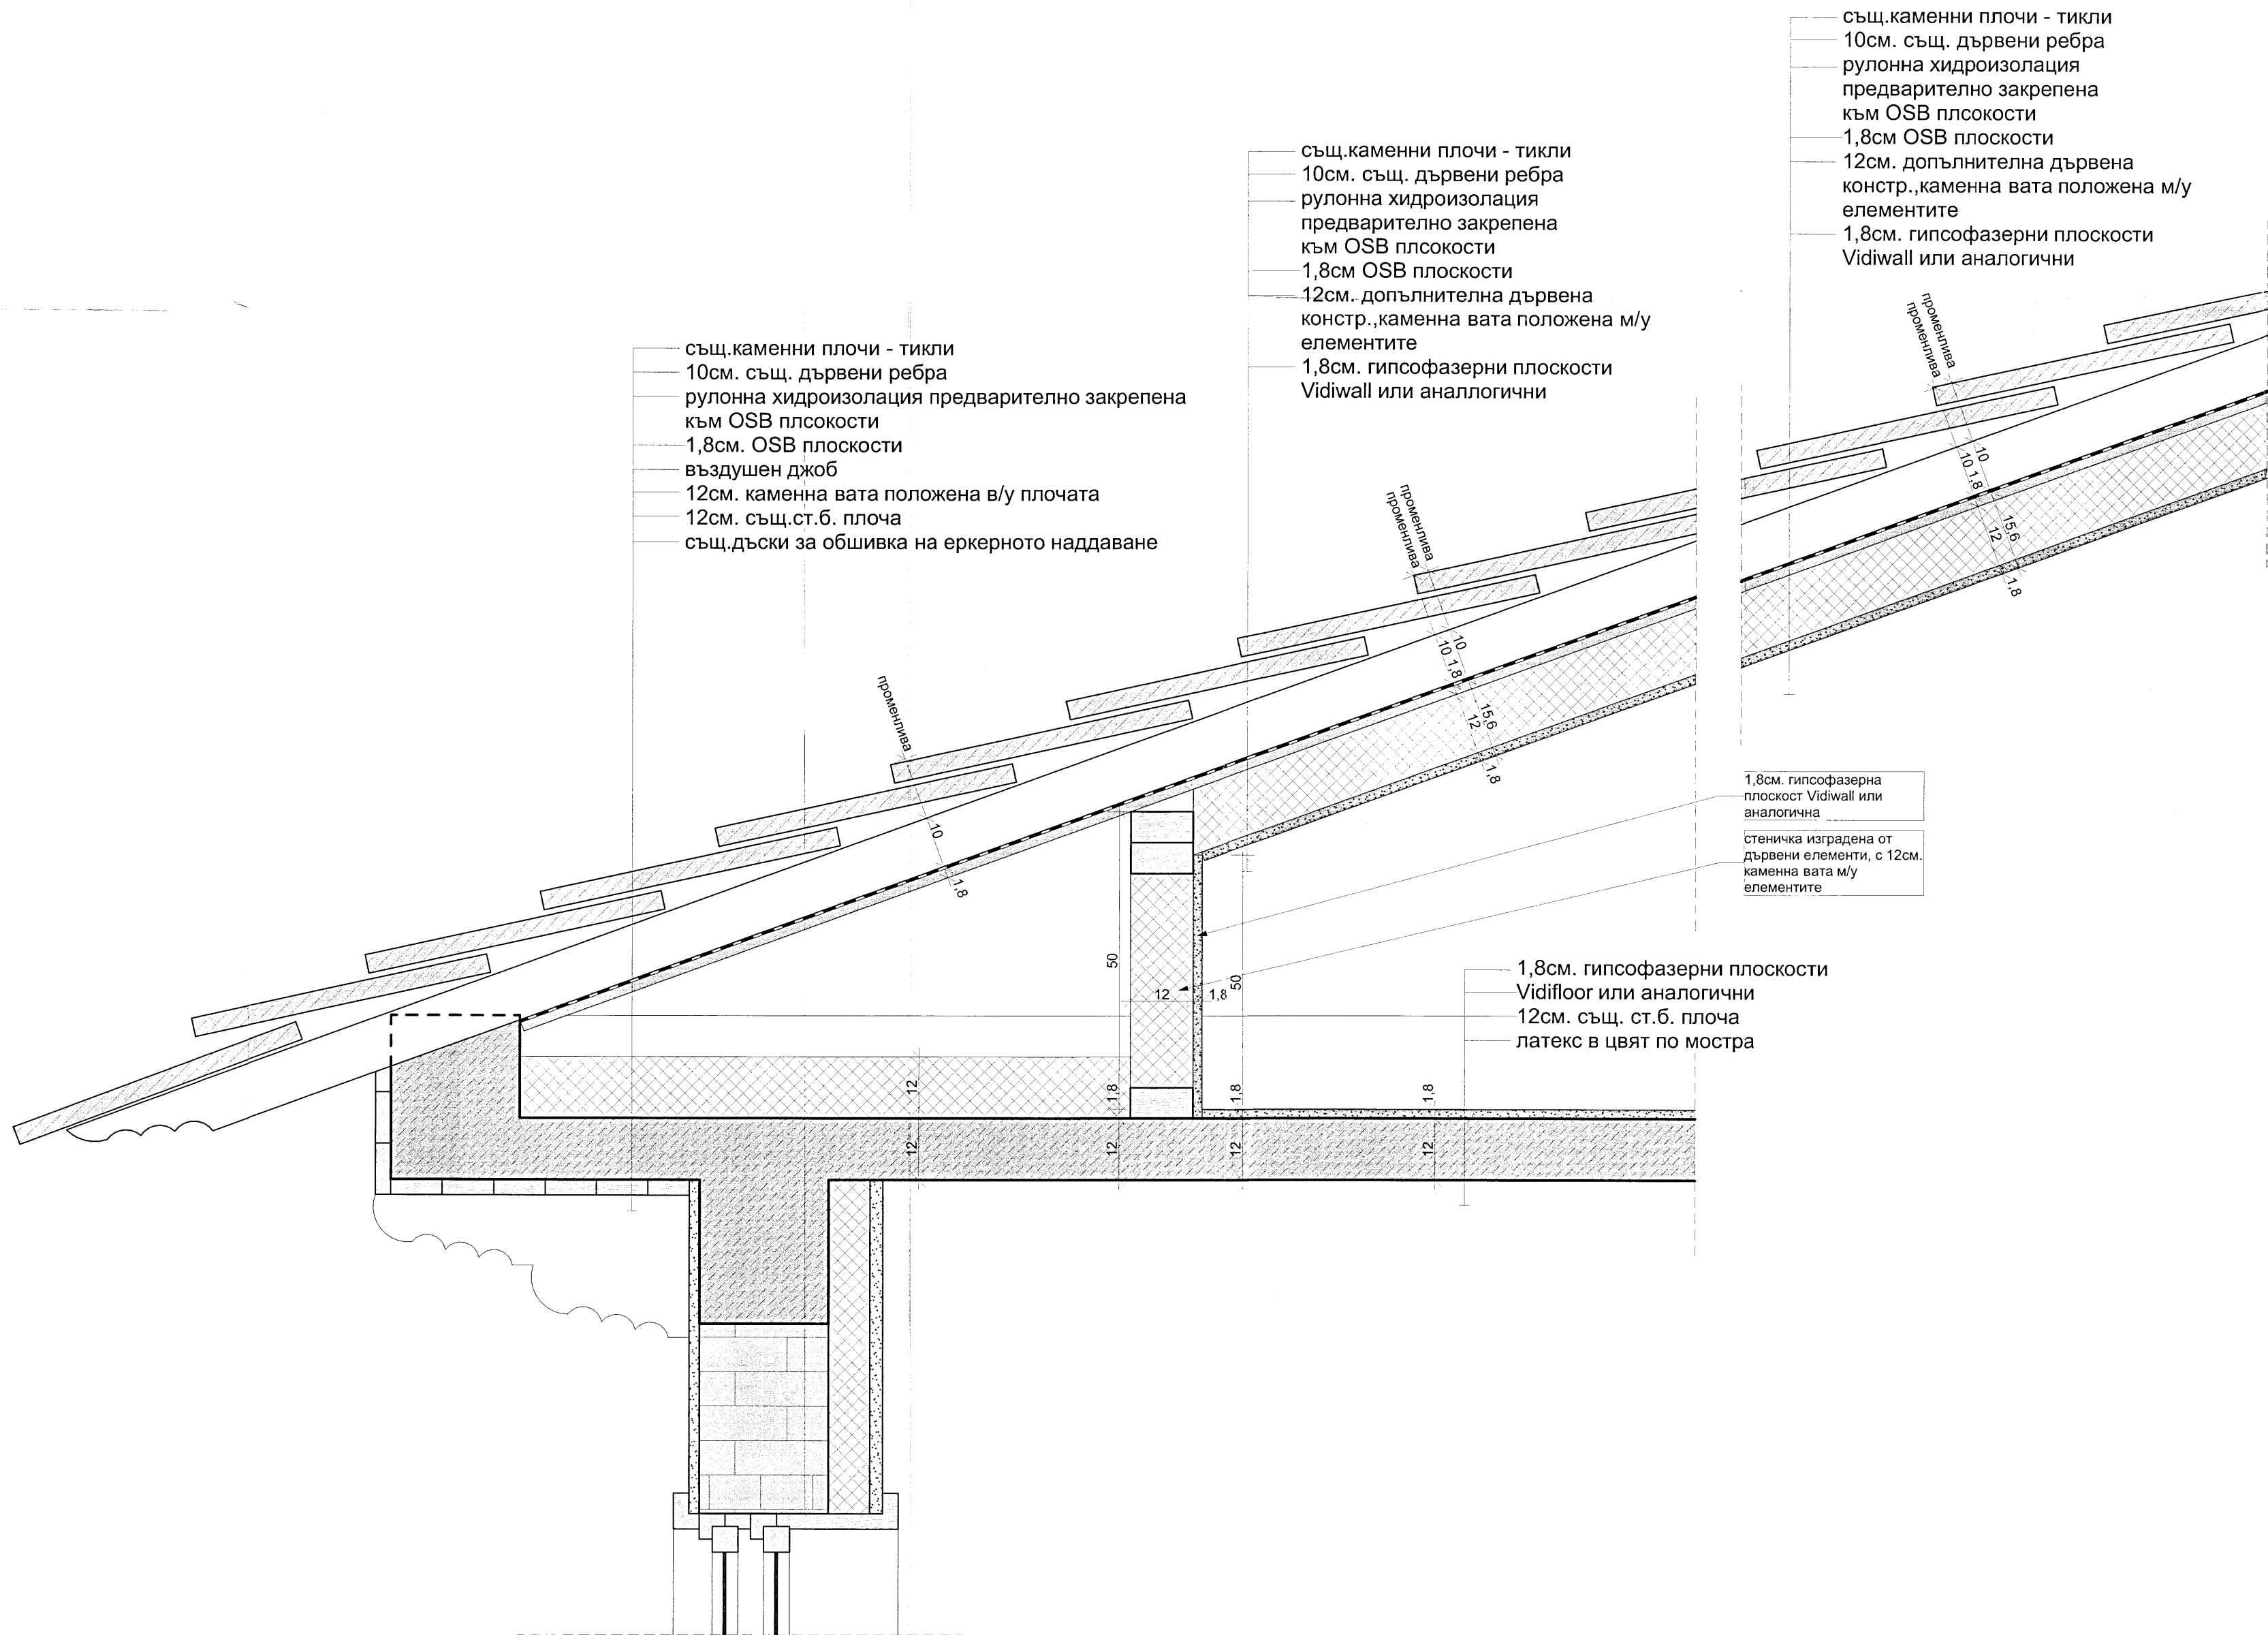 същ.каменни плочи - тикли
10см. същ. дървени ребра
рулонна хидроизолация предварително закрепена
към OSB плсокости
1,8см. OSB плоскости
въздушен джоб
12см. каменна вата положена в/у плочата
12см. същ.ст.б. плоча
същ.дъски за обшивка на еркерното наддаване
същ.каменни плочи - тикли
10см. същ. дървени ребра
рулонна хидроизолация
предварително закрепена
към OSB плсокости
1,8см OSB плоскости
12см. допълнителна дървена
констр.,каменна вата положена м/у
елементите
1,8см. гипсофазерни плоскости
Vidiwall или аналлогични
същ.каменни плочи - тикли
10см. същ. дървени ребра
рулонна хидроизолация
предварително закрепена
към OSB плсокости
1,8см OSB плоскости
12см. допълнителна дървена
констр.,каменна вата положена м/у
елементите
1,8см. гипсофазерни плоскости
Vidiwall или аналогични
променлива
10
1,8
променлива
променлива
10
10
1,8
15,6
12
1,8
променлива
променлива
10
10
1,8
15,6
12
1,8
1,8см. гипсофазерна
плоскост Vidiwall или
аналогична
стеничка изградена от
дървени елементи, с 12см.
каменна вата м/у
елементите
1,8см. гипсофазерни плоскости
Vidifloor или аналогични
12см. същ. ст.б. плоча
латекс в цвят по мостра
50
12
1,8
50
12
1,8
1,8
1,8
12
12
12
12